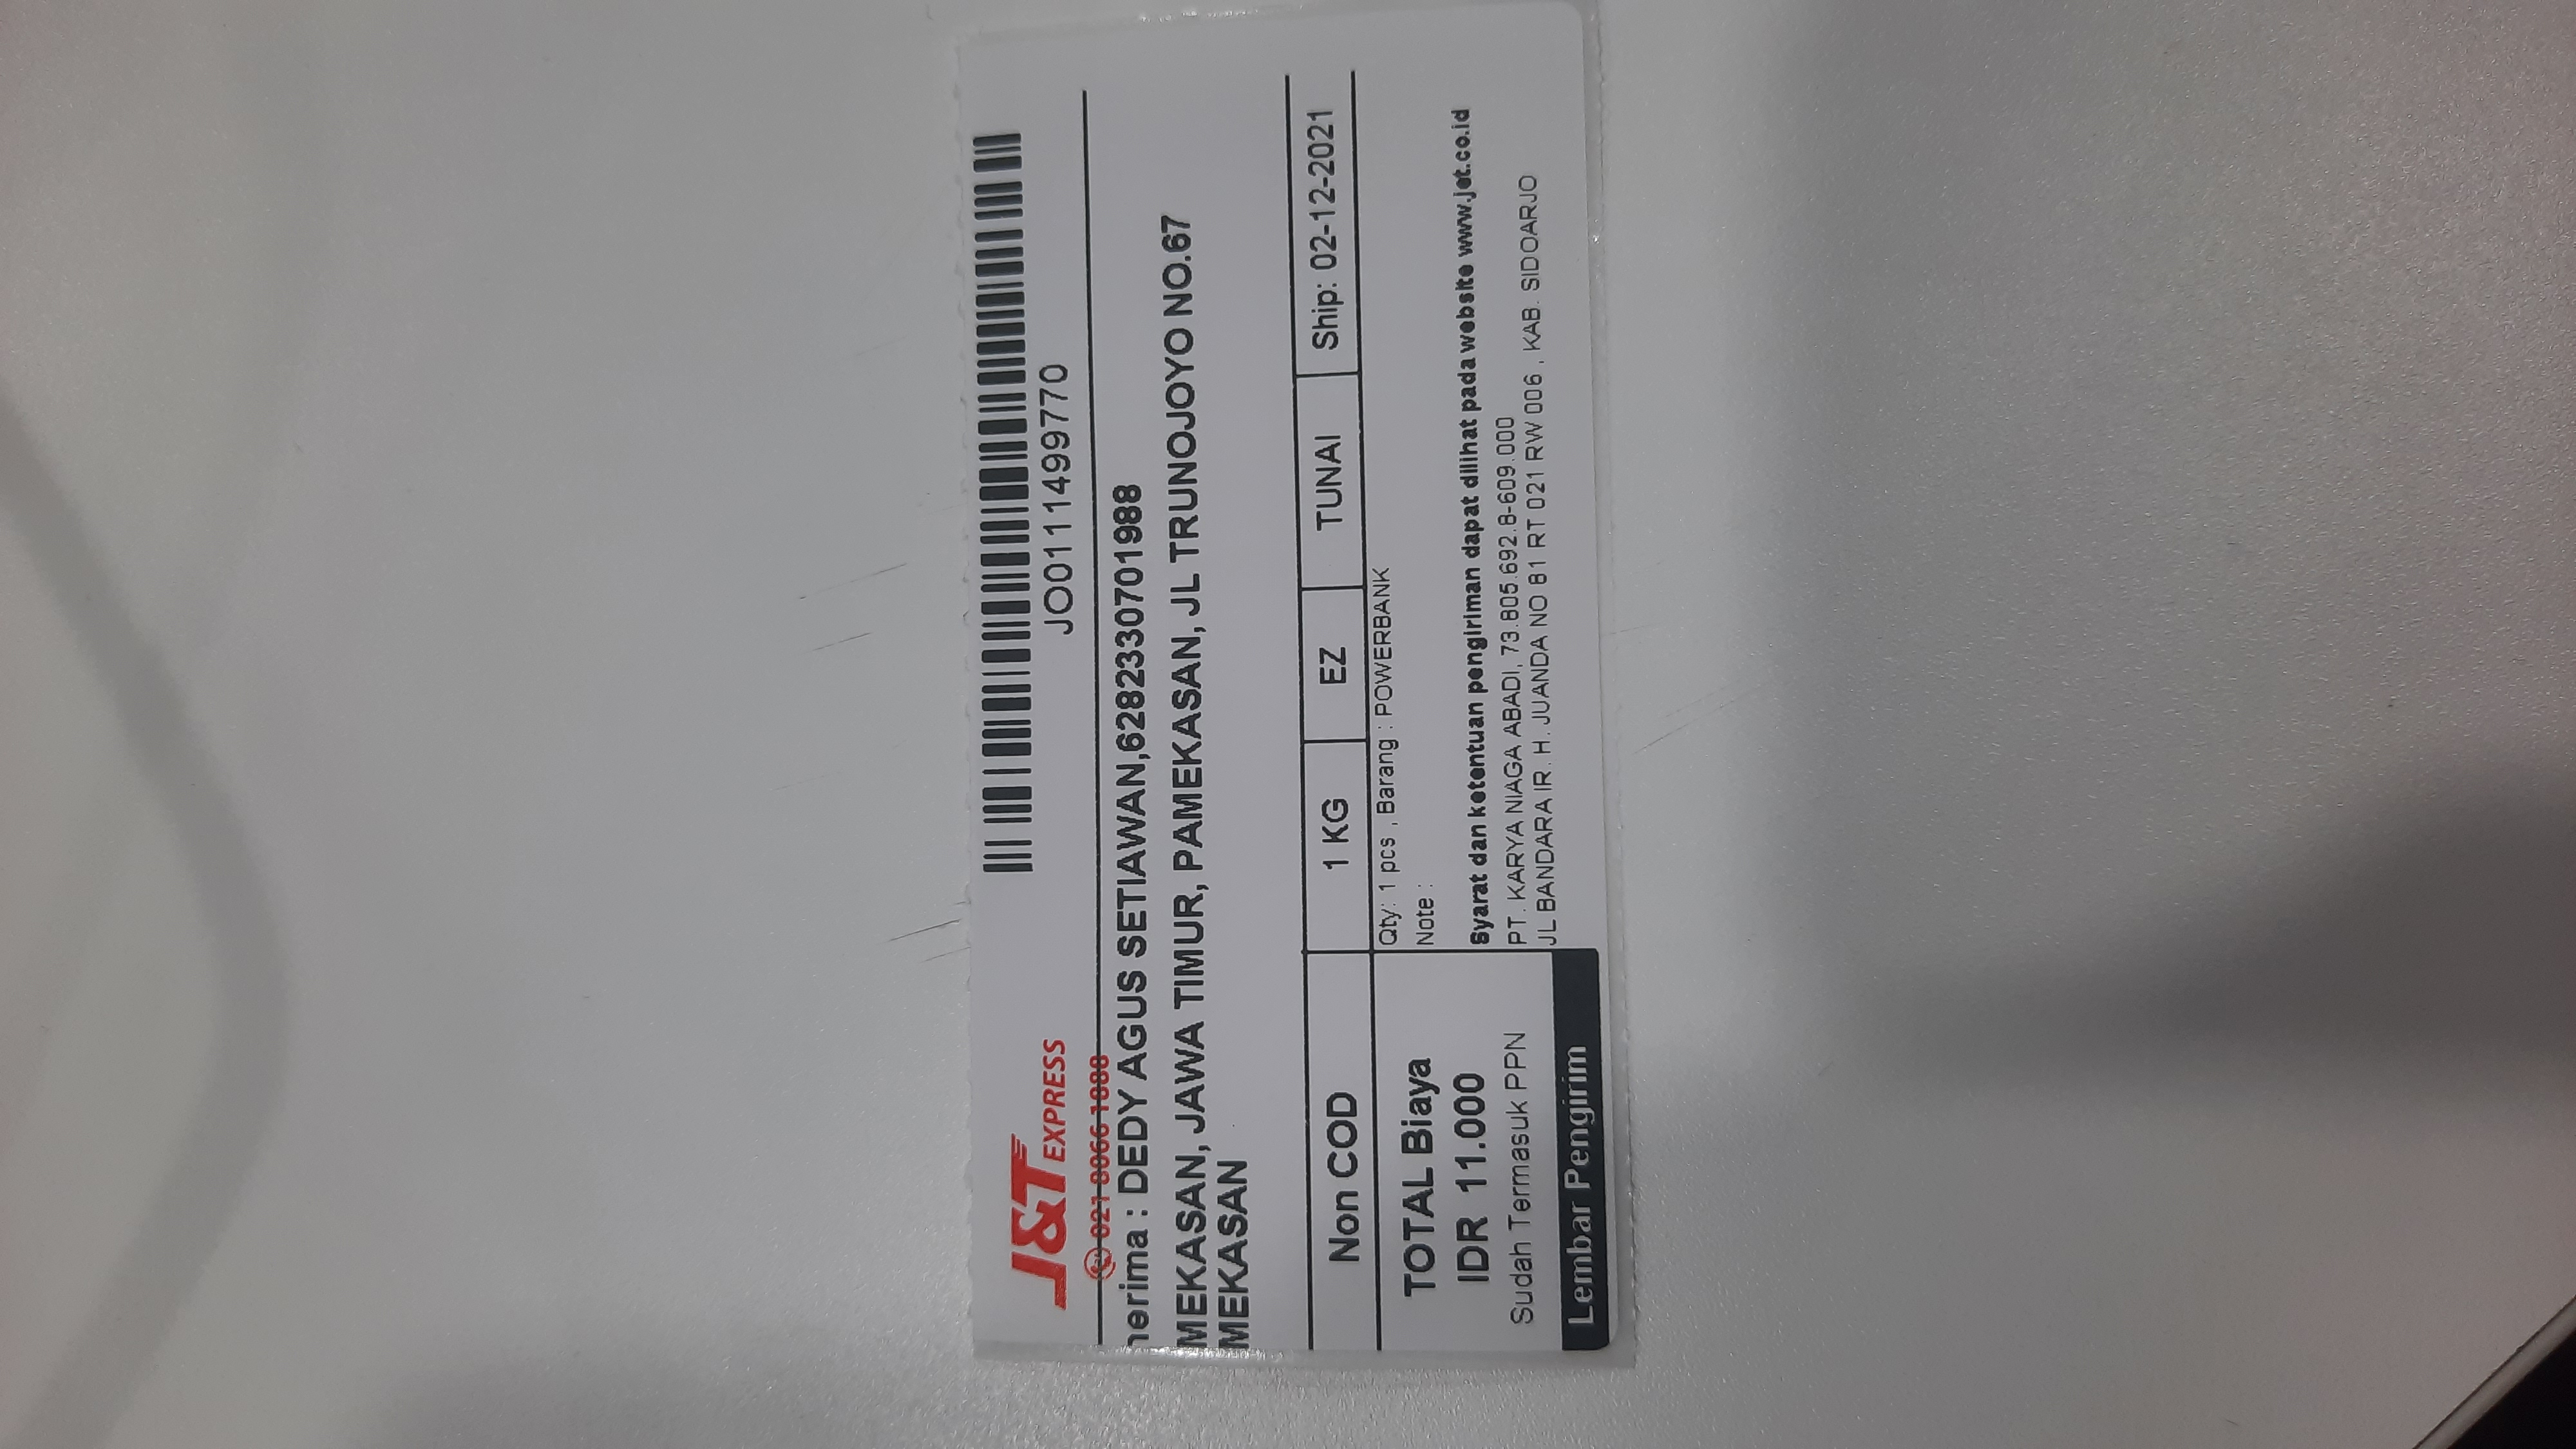 J&T EXPRESS
021 8066 1888
JO0111499770
nerima : DEDY AGUS SETIAWAN,6282330701988
MEKASAN, JAWA TIMUR, PAMEKASAN, JL TRUNOJOYO NO.67
MEKASAN
Non COD 1 KG EZ TUNAI Ship: 02-12-2021
TOTAL Biaya
IDR 11.000
Sudah Termasuk PPN
Lembar Pengirim
Qty: 1 pcs , Barang : POWERBANK
Note :
Syarat dan ketentuan pengiriman dapat dilihat pada website www.jet.co.id
PT. KARYA NIAGA ABADI, 73.805.692.8-609.000
JL BANDARA IR. H. JUANDA NO 81 RT 021 RW 006 , KAB. SIDOARJO